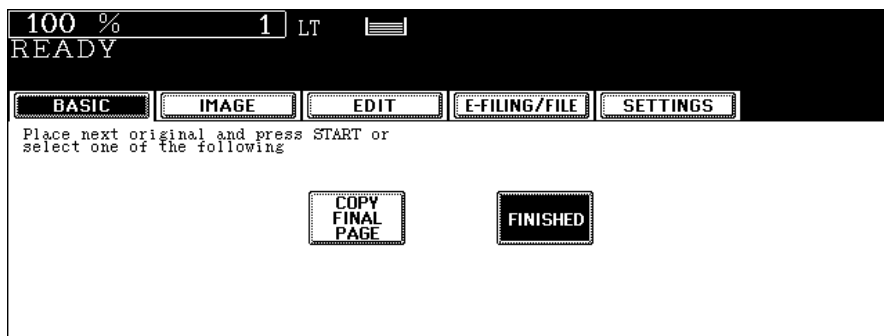 100 % 1 LT
READY
BASIC IMAGE EDIT E-FILING/FILE SETTINGS
Place next original and press START or
select one of the following
COPY
FINAL
PAGE
FINISHED